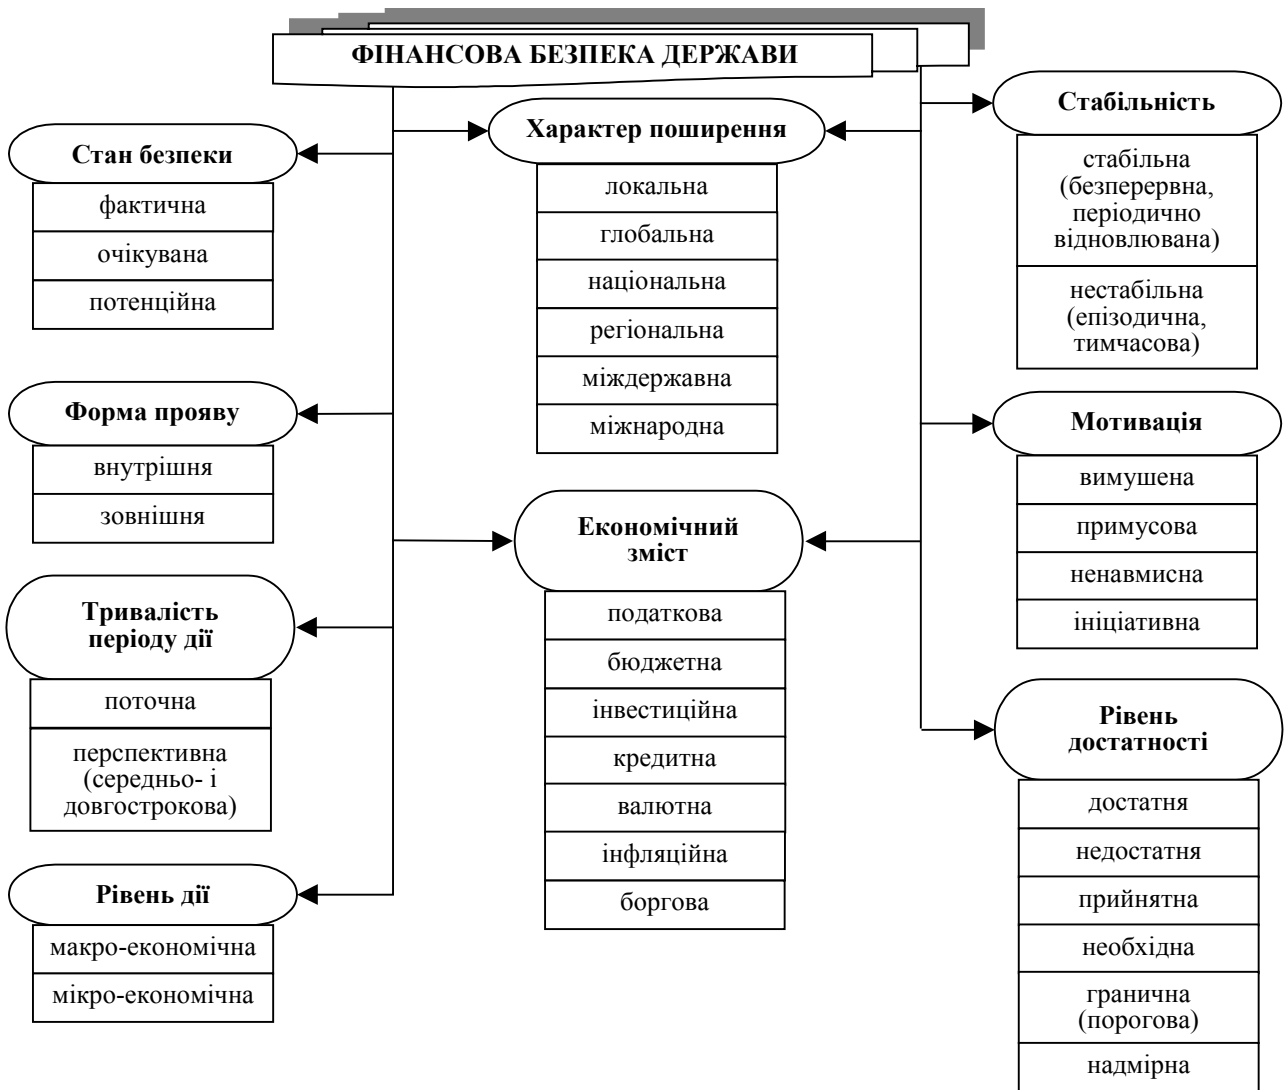 ФІНАНСОВА БЕЗПЕКА ДЕРЖАВИ
Стан безпеки
фактична
очікувана
потенційна
Форма прояву
внутрішня
зовнішня
Тривалість
періоду дії
поточна
перспективна
(середньо- і
довгострокова)
Рівень дії
макро-економічна
мікро-економічна
Характер поширення
локальна
глобальна
національна
регіональна
міждержавна
міжнародна
Економічний
зміст
податкова
бюджетна
інвестиційна
кредитна
валютна
інфляційна
боргова
Стабільність
стабільна
(безперервна,
періодично
відновлювана)
нестабільна
(епізодична,
тимчасова)
Мотивація
вимушена
примусова
ненавмисна
ініціативна
Рівень
достатності
достатня
недостатня
прийнятна
необхідна
гранична
(порогова)
надмірна